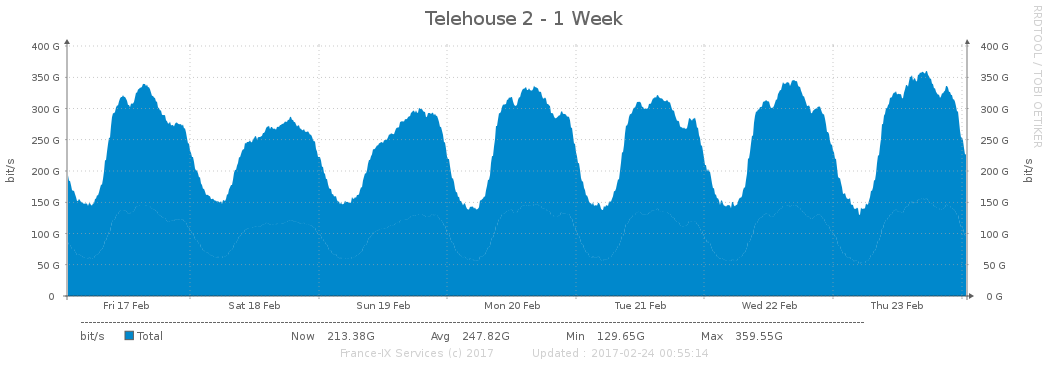 Telehouse 2 - 1 Week
RRDTOOL / TOBI OETIKER
400 G 400 G
350 G 350 G
300 G 300 G
250 G 250 G
200 G 200 G
150 G 150 G
100 G 100 G
50 G 50 G
0 0 G
bit/s
bit/s
Fri 17 Feb Sat 18 Feb Sun 19 Feb Mon 20 Feb Tue 21 Feb Wed 22 Feb Thu 23 Feb
bit/s Total Now 213.38G Avg 247.82G Min 129.65G Max 359.55G
France-IX Services (c) 2017 Updated : 2017-02-24 00:55:14